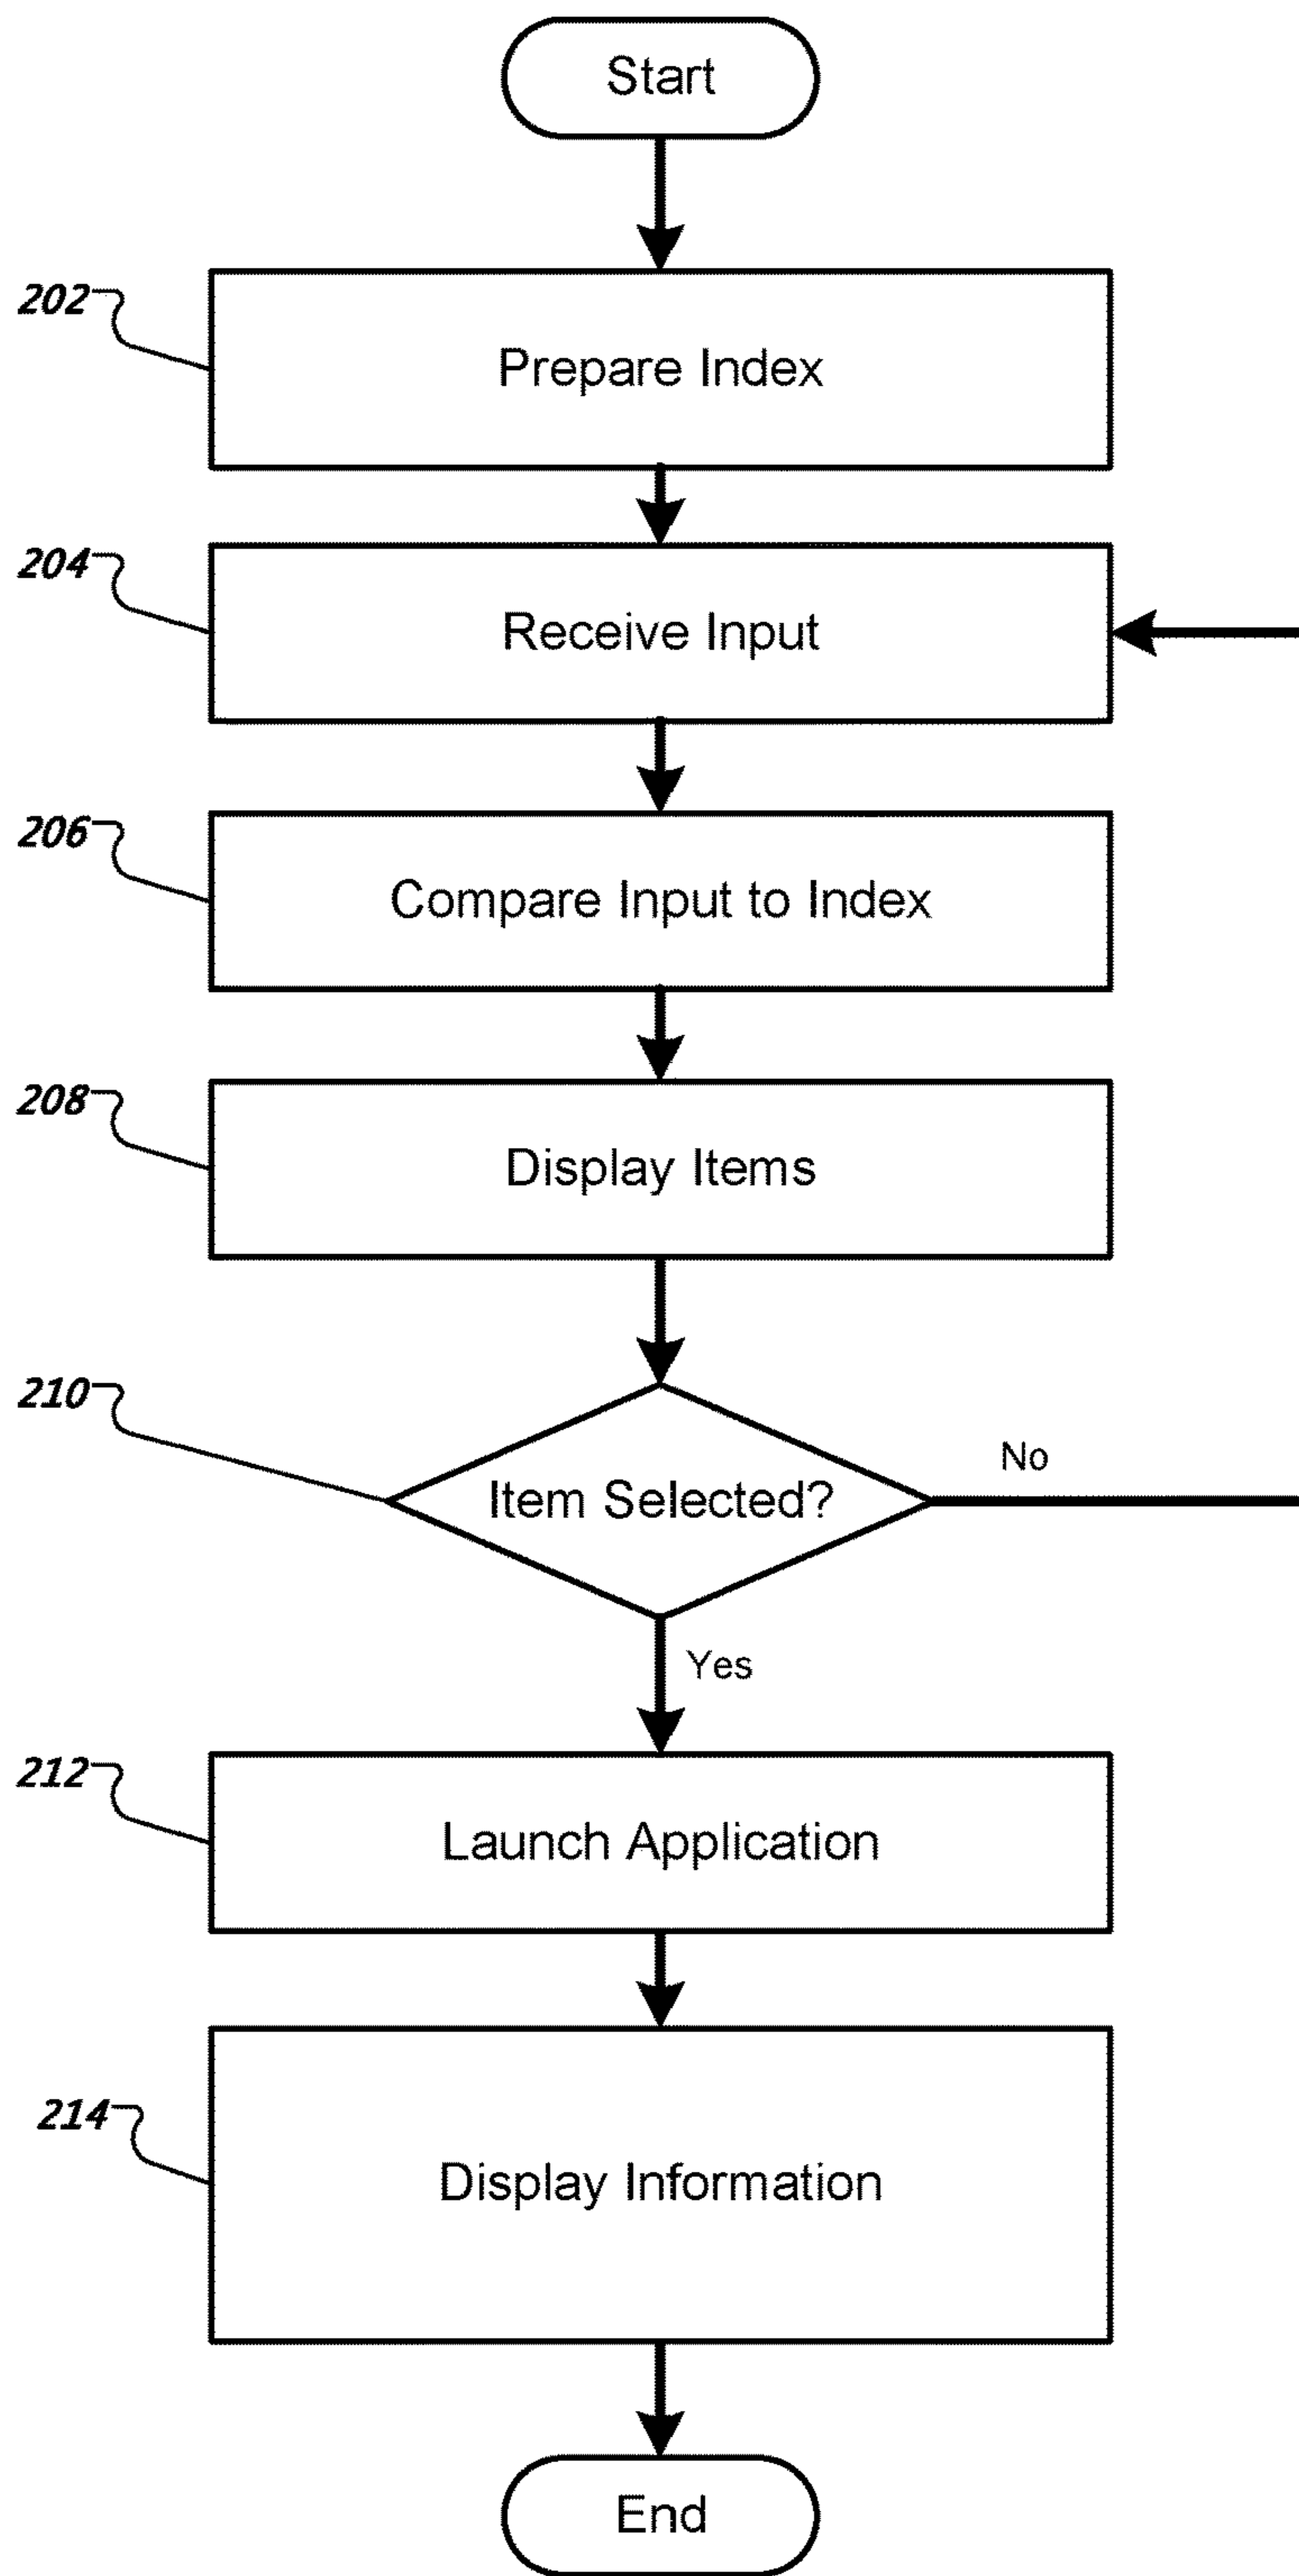 Start
202
Prepare Index
204
Receive Input
206
Compare Input to Index
208
Display Items
210
Item Selected?
No
Yes
212
Launch Application
214
Display Information
End